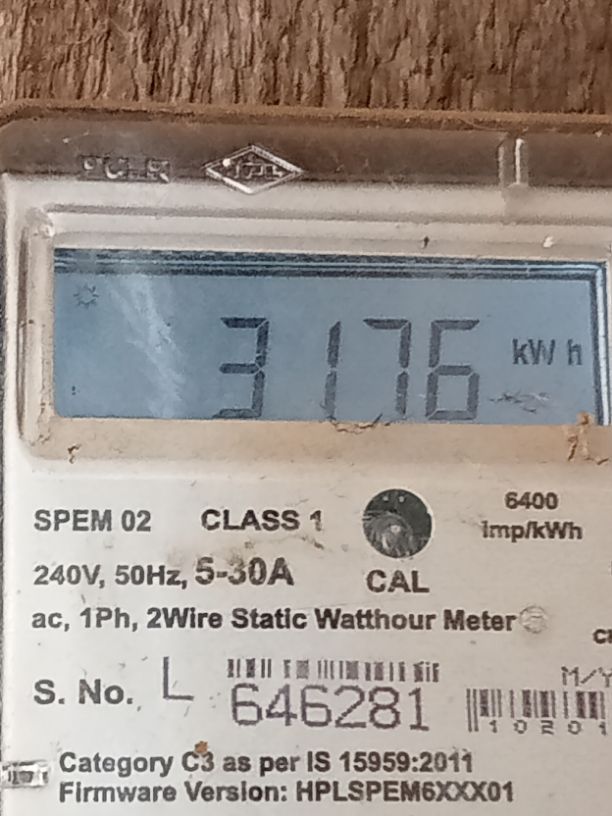 3176 kWh
SPEM 02 CLASS 1
6400
imp/kWh
240V, 50Hz, 5-30A CAL
ac, 1Ph, 2Wire Static Watthour Meter
S. No. L 646281
M/Y
10201
Category C3 as per IS 15959:2011
Firmware Version: HPLSPEM6XXX01